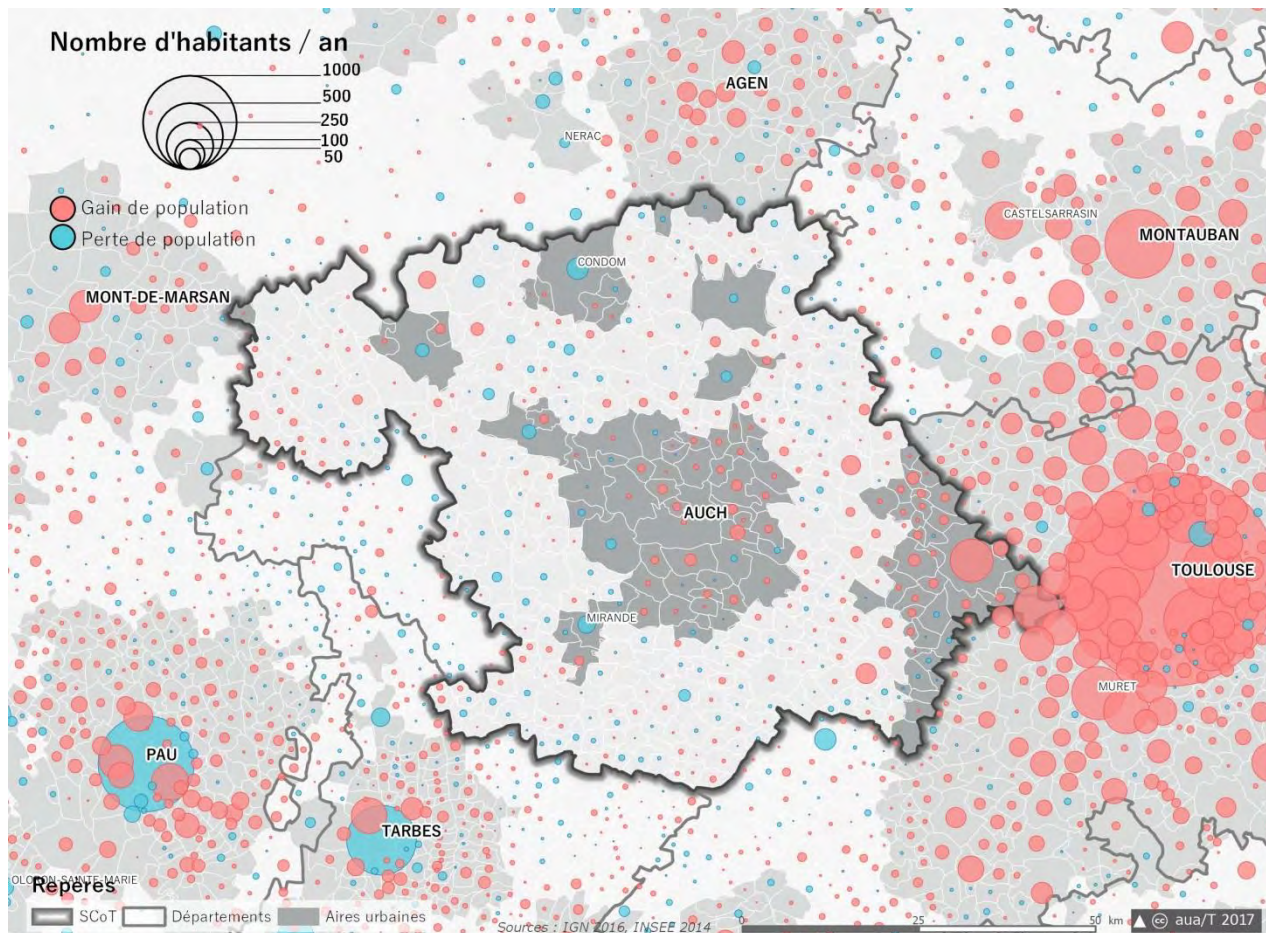 Nombre d'habitants / an
1000
500
250
100
50
Gain de population
Perte de population
AGEN
NERAC
CASTELSARRASIN
MONTAUBAN
CONDOM
MONT-DE-MARSAN
AUCH
TOULOUSE
MIRANDE
MURET
PAU
TARBES
OLORON-SAINTE-MARIE
Repères
SCoT
Départements
Aires urbaines
Sources : IGN 2016, INSEE 2014
0
25
50 km
cc aua/T 2017